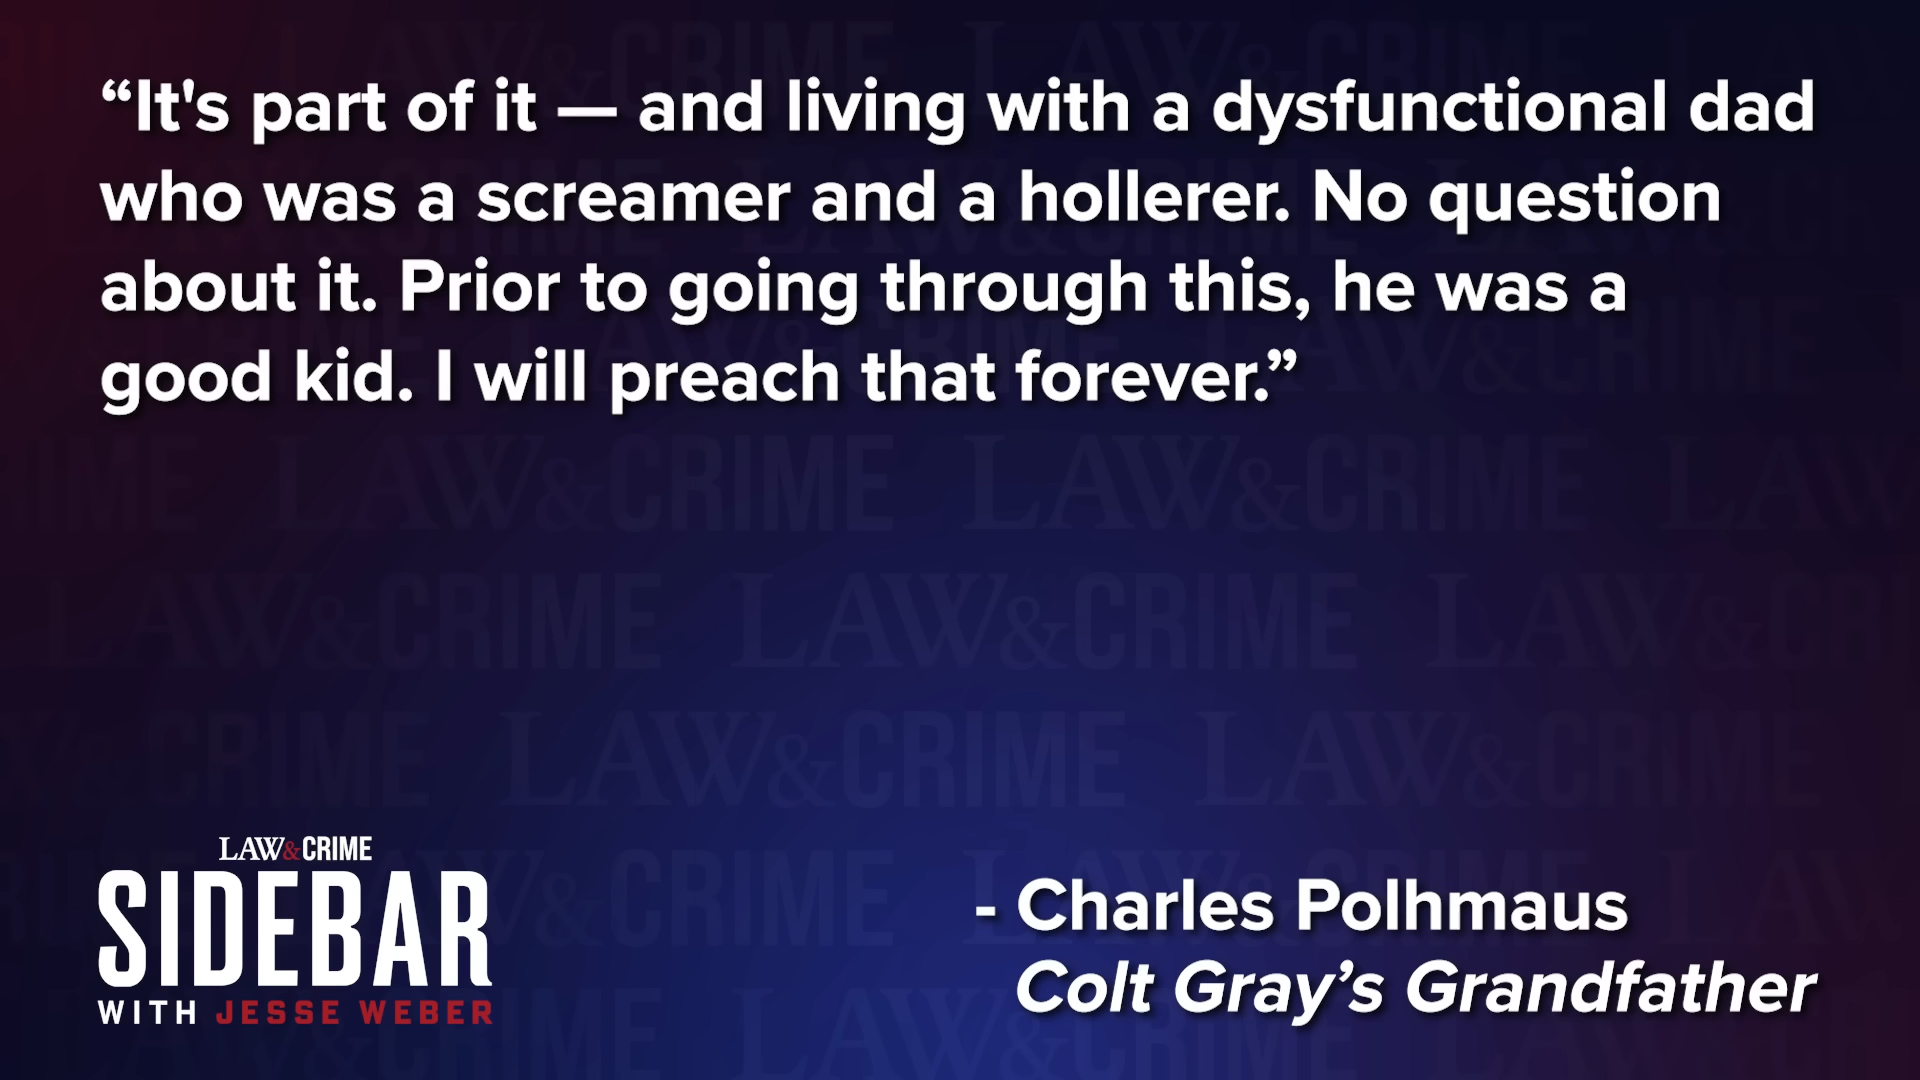 “It's part of it — and living with a dysfunctional dad
who was a screamer and a hollerer. No question
about it. Prior to going through this, he was a
good kid. I will preach that forever.”
LAW&CRIME
SIDEBAR
WITH JESSE WEBER
- Charles Polhmaus
Colt Gray’s Grandfather